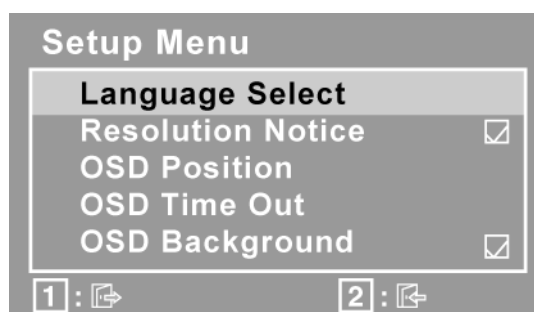 Setup Menu
Language Select
Resolution Notice
OSD Position
OSD Time Out
OSD Background
1 : 2 :